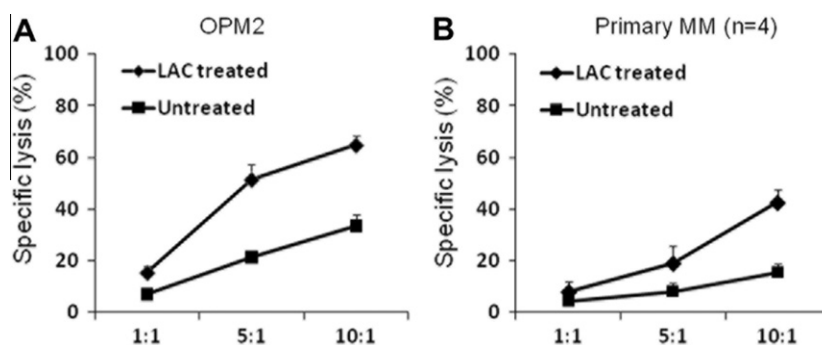 A
OPM2
Specific lysis (%)
100
80
60
40
20
0
LAC treated
Untreated
1:1
5:1
10:1
B
Primary MM (n=4)
Specific lysis (%)
100
80
60
40
20
0
LAC treated
Untreated
1:1
5:1
10:1